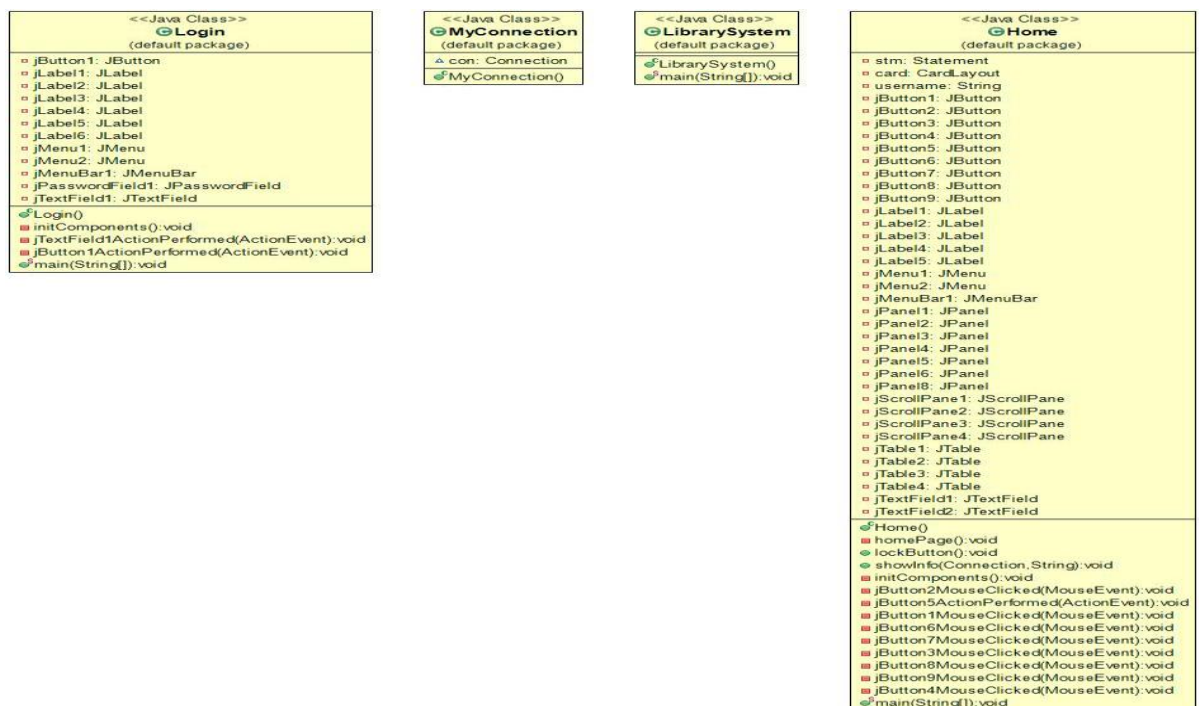 <<Java Class>>
Login
(default package)
jButton1: JButton
jLabel1: JLabel
jLabel2: JLabel
jLabel3: JLabel
jLabel4: JLabel
jLabel5: JLabel
jLabel6: JLabel
jMenu1: JMenu
jMenu2: JMenu
jMenuBar1: JMenuBar
jPasswordField1: JPasswordField
jTextField1: JTextField
Login()
initComponents():void
jTextField1ActionPerformed(ActionEvent):void
jButton1ActionPerformed(ActionEvent):void
main(String[]):void
<<Java Class>>
MyConnection
(default package)
con: Connection
MyConnection()
<<Java Class>>
LibrarySystem
(default package)
LibrarySystem()
main(String[]):void
<<Java Class>>
Home
(default package)
stm: Statement
card: CardLayout
username: String
jButton1: JButton
jButton2: JButton
jButton3: JButton
jButton4: JButton
jButton5: JButton
jButton6: JButton
jButton7: JButton
jButton8: JButton
jButton9: JButton
jLabel1: JLabel
jLabel2: JLabel
jLabel3: JLabel
jLabel4: JLabel
jLabel5: JLabel
jMenu1: JMenu
jMenu2: JMenu
jMenuBar1: JMenuBar
jPanel1: JPanel
jPanel2: JPanel
jPanel3: JPanel
jPanel4: JPanel
jPanel5: JPanel
jPanel6: JPanel
jPanel8: JPanel
jScrollPane1: JScrollPane
jScrollPane2: JScrollPane
jScrollPane3: JScrollPane
jScrollPane4: JScrollPane
jTable1: JTable
jTable2: JTable
jTable3: JTable
jTable4: JTable
jTextField1: JTextField
jTextField2: JTextField
Home()
homePage():void
lockButton():void
showInfo(Connection,String):void
initComponents():void
jButton2MouseClicked(MouseEvent):void
jButton5ActionPerformed(ActionEvent):void
jButton1MouseClicked(MouseEvent):void
jButton6MouseClicked(MouseEvent):void
jButton7MouseClicked(MouseEvent):void
jButton3MouseClicked(MouseEvent):void
jButton8MouseClicked(MouseEvent):void
jButton9MouseClicked(MouseEvent):void
jButton4MouseClicked(MouseEvent):void
main(String[]):void